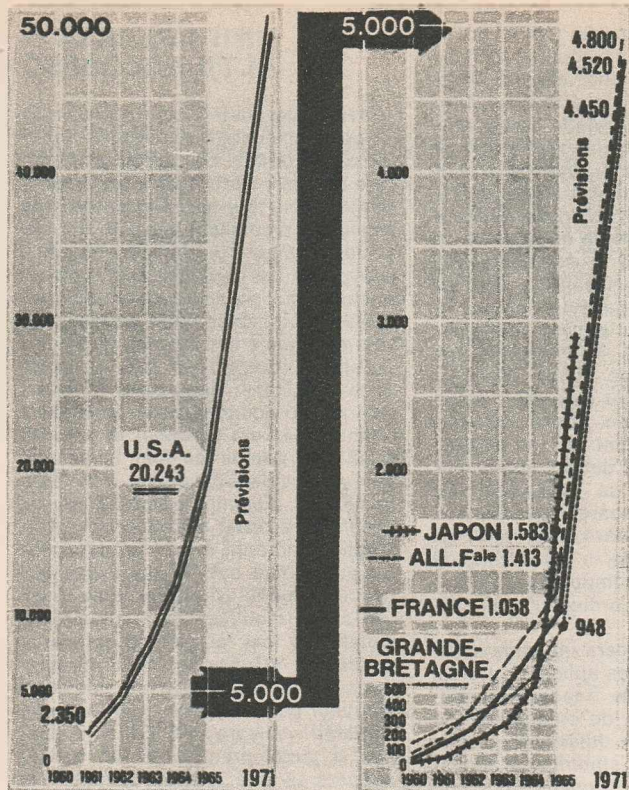 50.000
40.000
30.000
U.S.A.
20.243
20.000
Prévisions
10.000
5.000
2.350
0
1960 1961 1962 1963 1964 1965 1971
5.000
5.000
4.800
4.520
4.450
Prévisions
4.000
3.000
2.000
JAPON 1.583
ALL.Fale 1.413
FRANCE 1.058
948
GRANDE-
BRETAGNE
500
400
300
200
100
0
1960 1961 1962 1963 1964 1965 1971